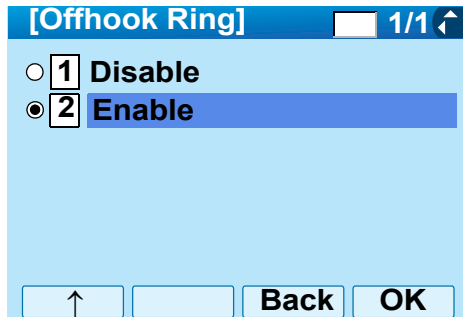 [Offhook Ring] 1/1
1 Disable
2 Enable
↑ Back OK